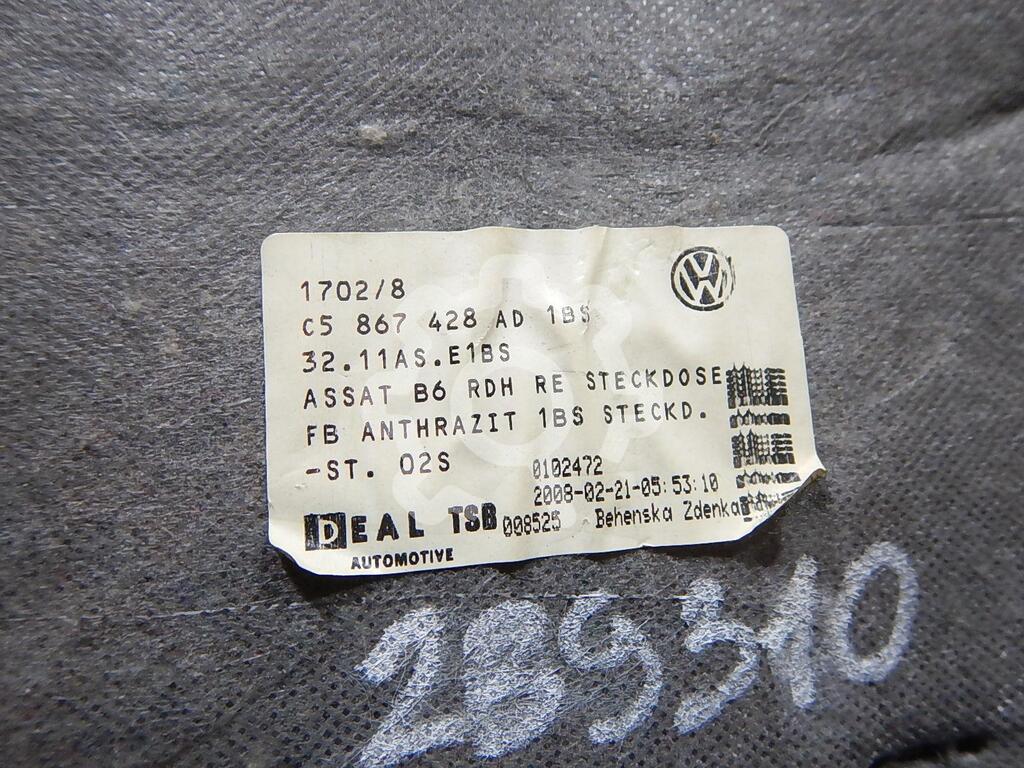 1702/8
C5 867 428 AD 1BS
32.11AS.E1BS
ASSAT B6 RDH RE STECKDOSE
FB ANTHRAZIT 1BS STECKD.
-ST. 02S
0102472
2008-02-21-05:53:10
DEAL TSB 008525 Behenska Zdenka
AUTOMOTIVE
2B9310